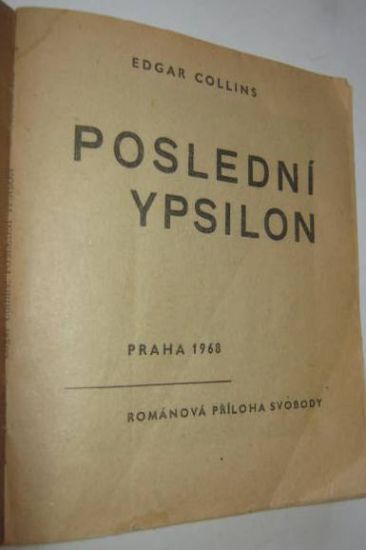 EDGAR COLLINS
POSLEDNÍ
YPSILON
PRAHA 1968
ROMÁNOVÁ PŘÍLOHA SVOBODY